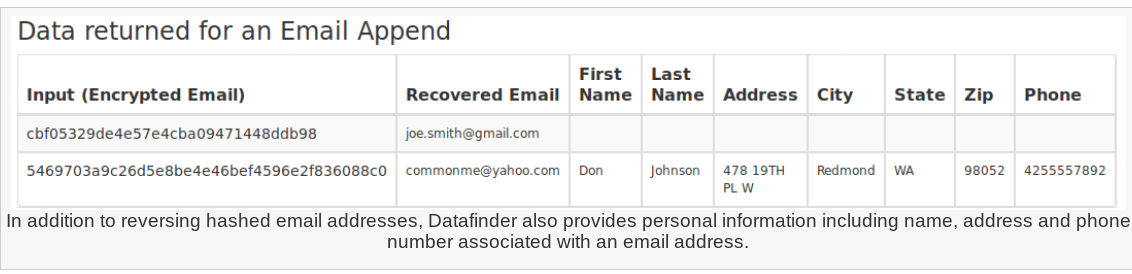 Data returned for an Email Append
Input (Encrypted Email) Recovered Email First Name Last Name Address City State Zip Phone
cbf05329de4e57e4cba09471448ddb98 joe.smith@gmail.com
5469703a9c26d5e8be4e46bef4596e2f836088c0 commonme@yahoo.com Don Johnson 478 19TH PL W Redmond WA 98052 4255557892
In addition to reversing hashed email addresses, Datafinder also provides personal information including name, address and phone
number associated with an email address.